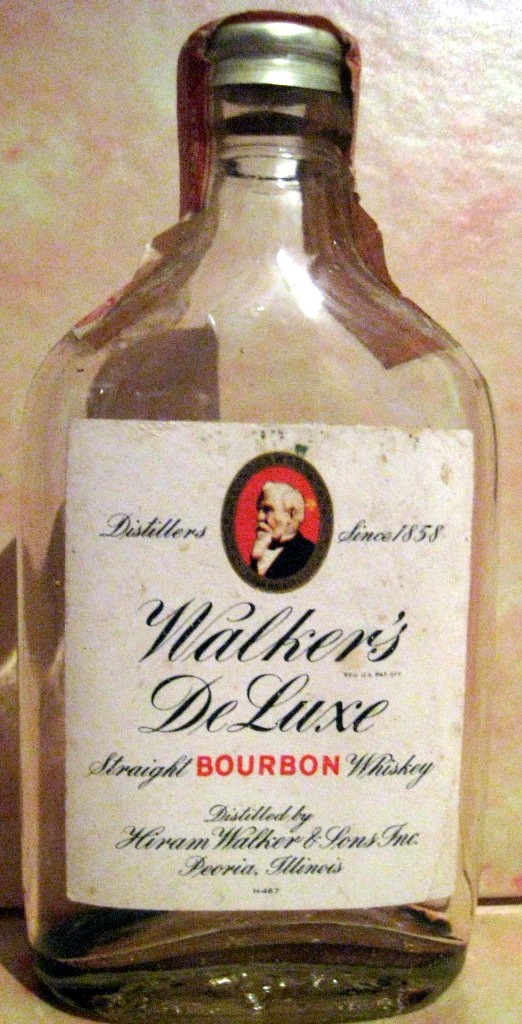 Distillers Since 1858
Walker's
REG. U.S. PAT. OFF.
DeLuxe
Straight BOURBON Whiskey
Distilled by
Hiram Walker & Sons Inc.
Peoria, Illinois
H-467